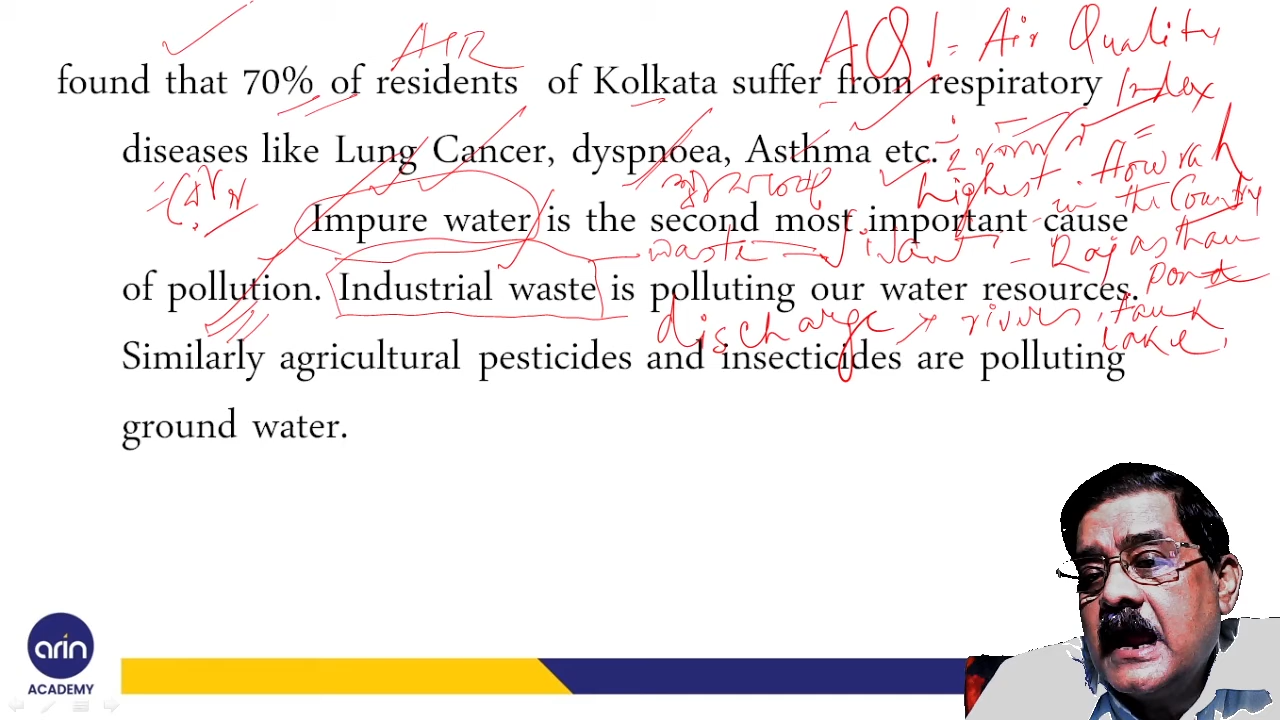 AIR
AQI = Air Quality
Index
found that 70% of residents of Kolkata suffer from respiratory
diseases like Lung Cancer, dyspnoea, Asthma etc.
highest Howrah
in the Country
Impure water is the second most important cause
waste
Rajasthan
of pollution. Industrial waste is polluting our water resources.
pond
discharge rivers, tank
lake,
Similarly agricultural pesticides and insecticides are polluting
ground water.
arin
ACADEMY